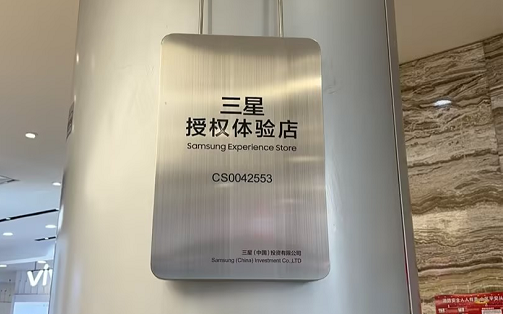 三星
授权体验店
Samsung Experience Store
CS0042553
三星(中国)投资有限公司
Samsung (China) Investment Co.,LTD